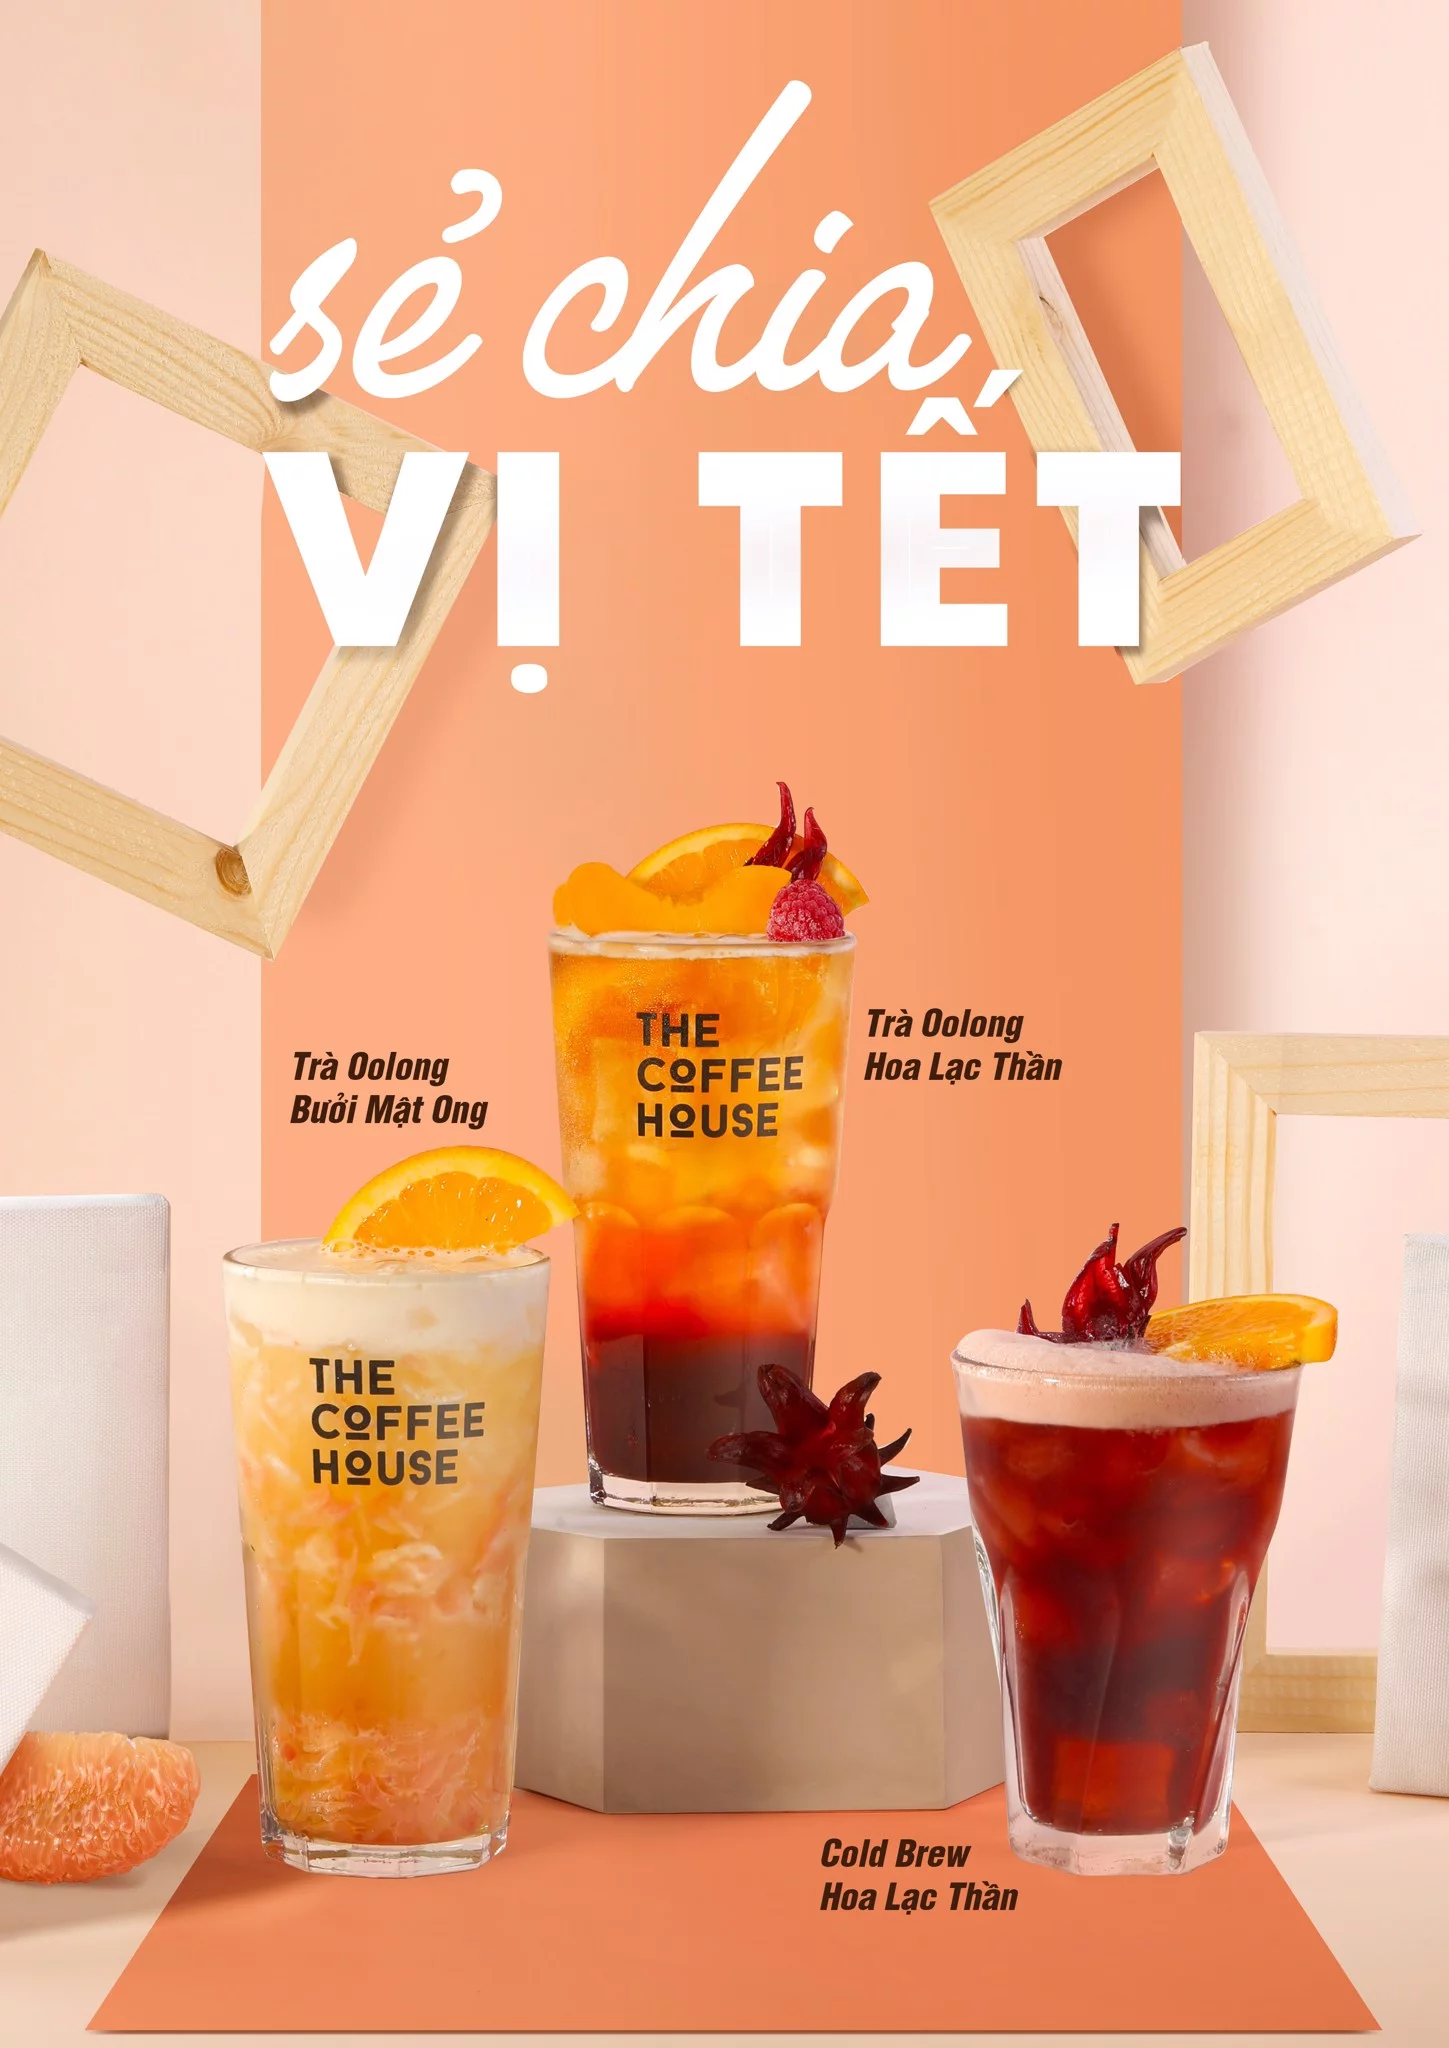 sẻ chia
VỊ TẾT
Trà Oolong
Hoa Lạc Thần
THE
COFFEE
HOUSE
Trà Oolong
Bưởi Mật Ong
THE
COFFEE
HOUSE
Cold Brew
Hoa Lạc Thần